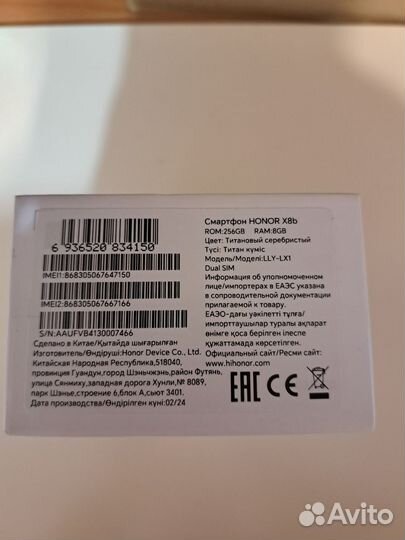 6 936520 834150
IMEI1:868305067647150
IMEI2:868305067667166
S/N:AAUFVB4130007466
Сделано в Китае/Қытайда шығарылған
Изготовитель/Өндіруші:Honor Device Co., Ltd.
Китайская Народная Республика,518040,
провинция Гуандун,город Шэньчжэнь,район Футянь,
улица Сянмиху,западная дорога Хунли,№ 8089,
парк Шэнье,строение 6,блок А,сьют 3401.
Дата производства/Өндірілген күні:02/24
Смартфон HONOR X8b
ROM:256GB RAM:8GB
Цвет: Титановый серебристый
Түсі: Титан күміс
Модель/Моделі:LLY-LX1
Dual SIM
Информация об уполномоченном
лице/импортерах в ЕАЭС указана
в сопроводительной документации
прилагаемой к товару.
ЕАЭО-дағы уәкілетті тұлға/
импорттаушылар туралы ақпарат
өнімге қоса берілген ілеспе
құжаттамада көрсетілген.
Официальный сайт/Ресми сайт:
www.hihonor.com
EAC
Avito